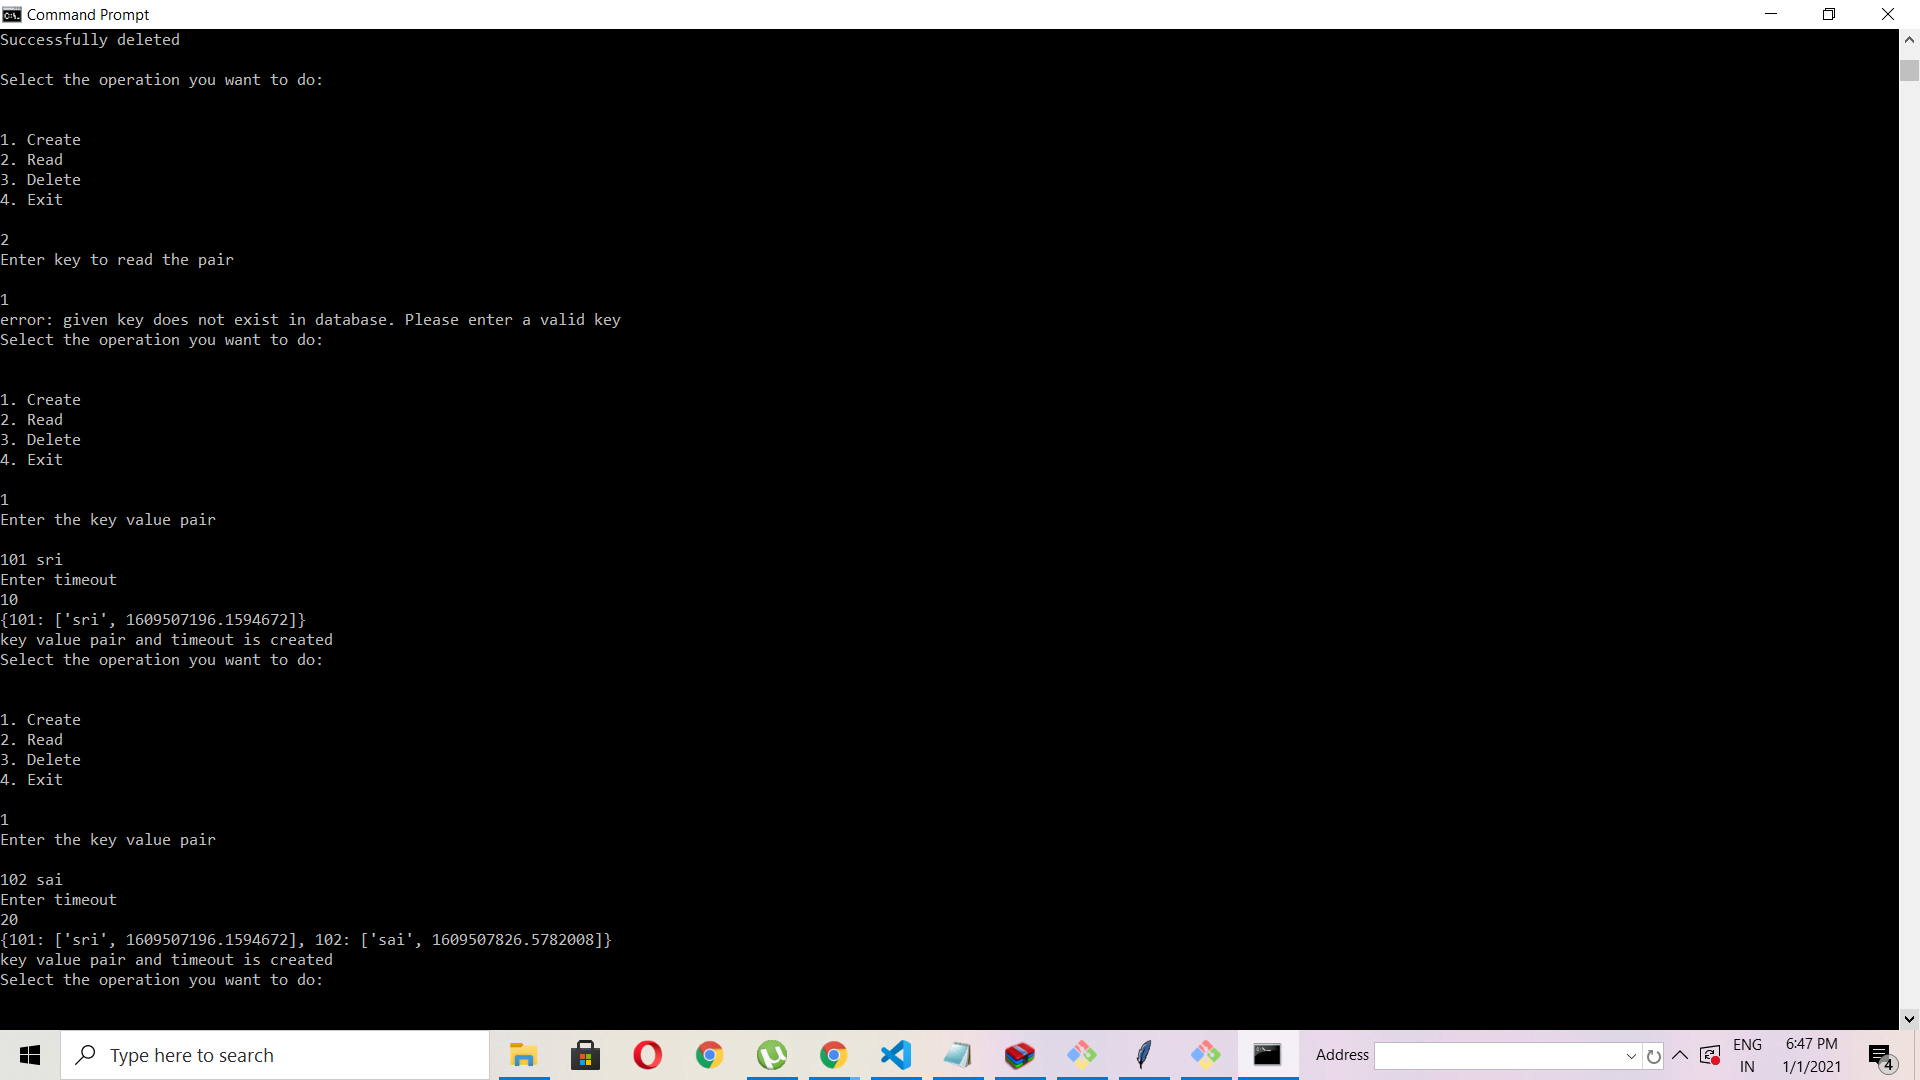 Command Prompt
Successfully deleted
Select the operation you want to do:
1. Create
2. Read
3. Delete
4. Exit
2
Enter key to read the pair
1
error: given key does not exist in database. Please enter a valid key
Select the operation you want to do:
1. Create
2. Read
3. Delete
4. Exit
1
Enter the key value pair
101 sri
Enter timeout
10
{101: ['sri', 1609507196.1594672]}
key value pair and timeout is created
Select the operation you want to do:
1. Create
2. Read
3. Delete
4. Exit
1
Enter the key value pair
102 sai
Enter timeout
20
{101: ['sri', 1609507196.1594672], 102: ['sai', 1609507826.5782008]}
key value pair and timeout is created
Select the operation you want to do:
Type here to search
Address
ENG
IN
6:47 PM
1/1/2021
4